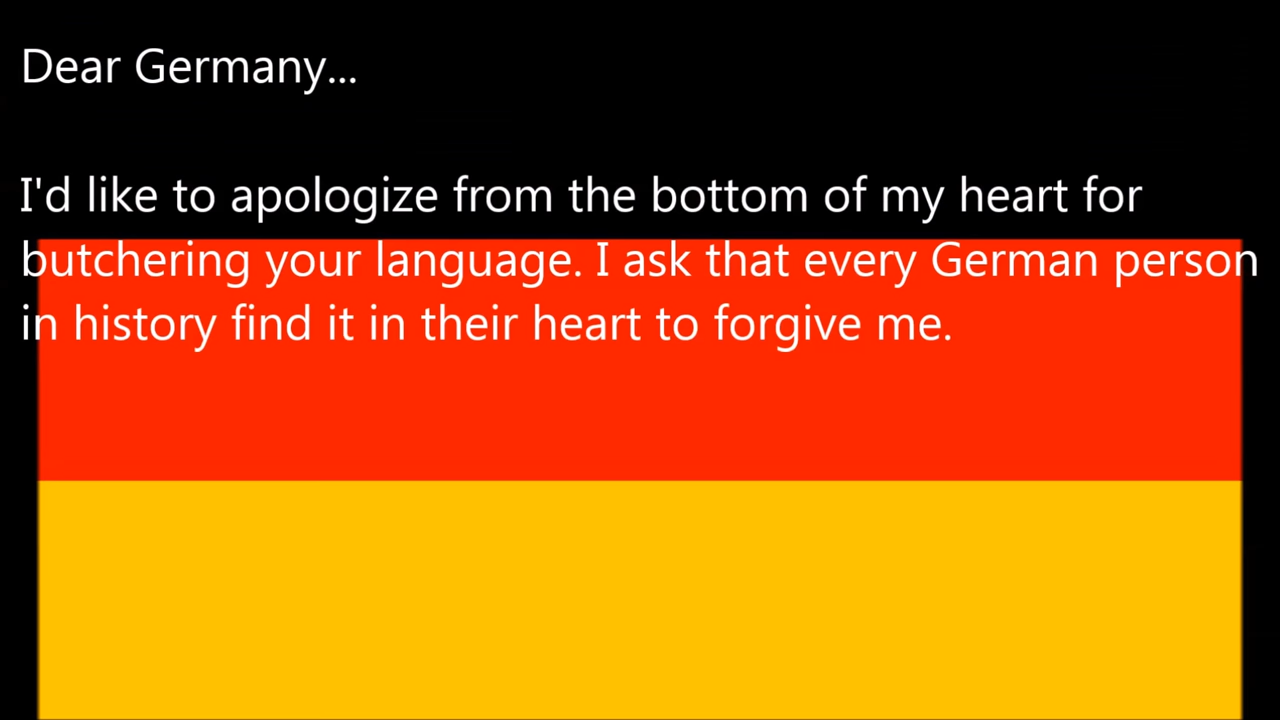 Dear Germany...
I'd like to apologize from the bottom of my heart for
butchering your language. I ask that every German person
in history find it in their heart to forgive me.